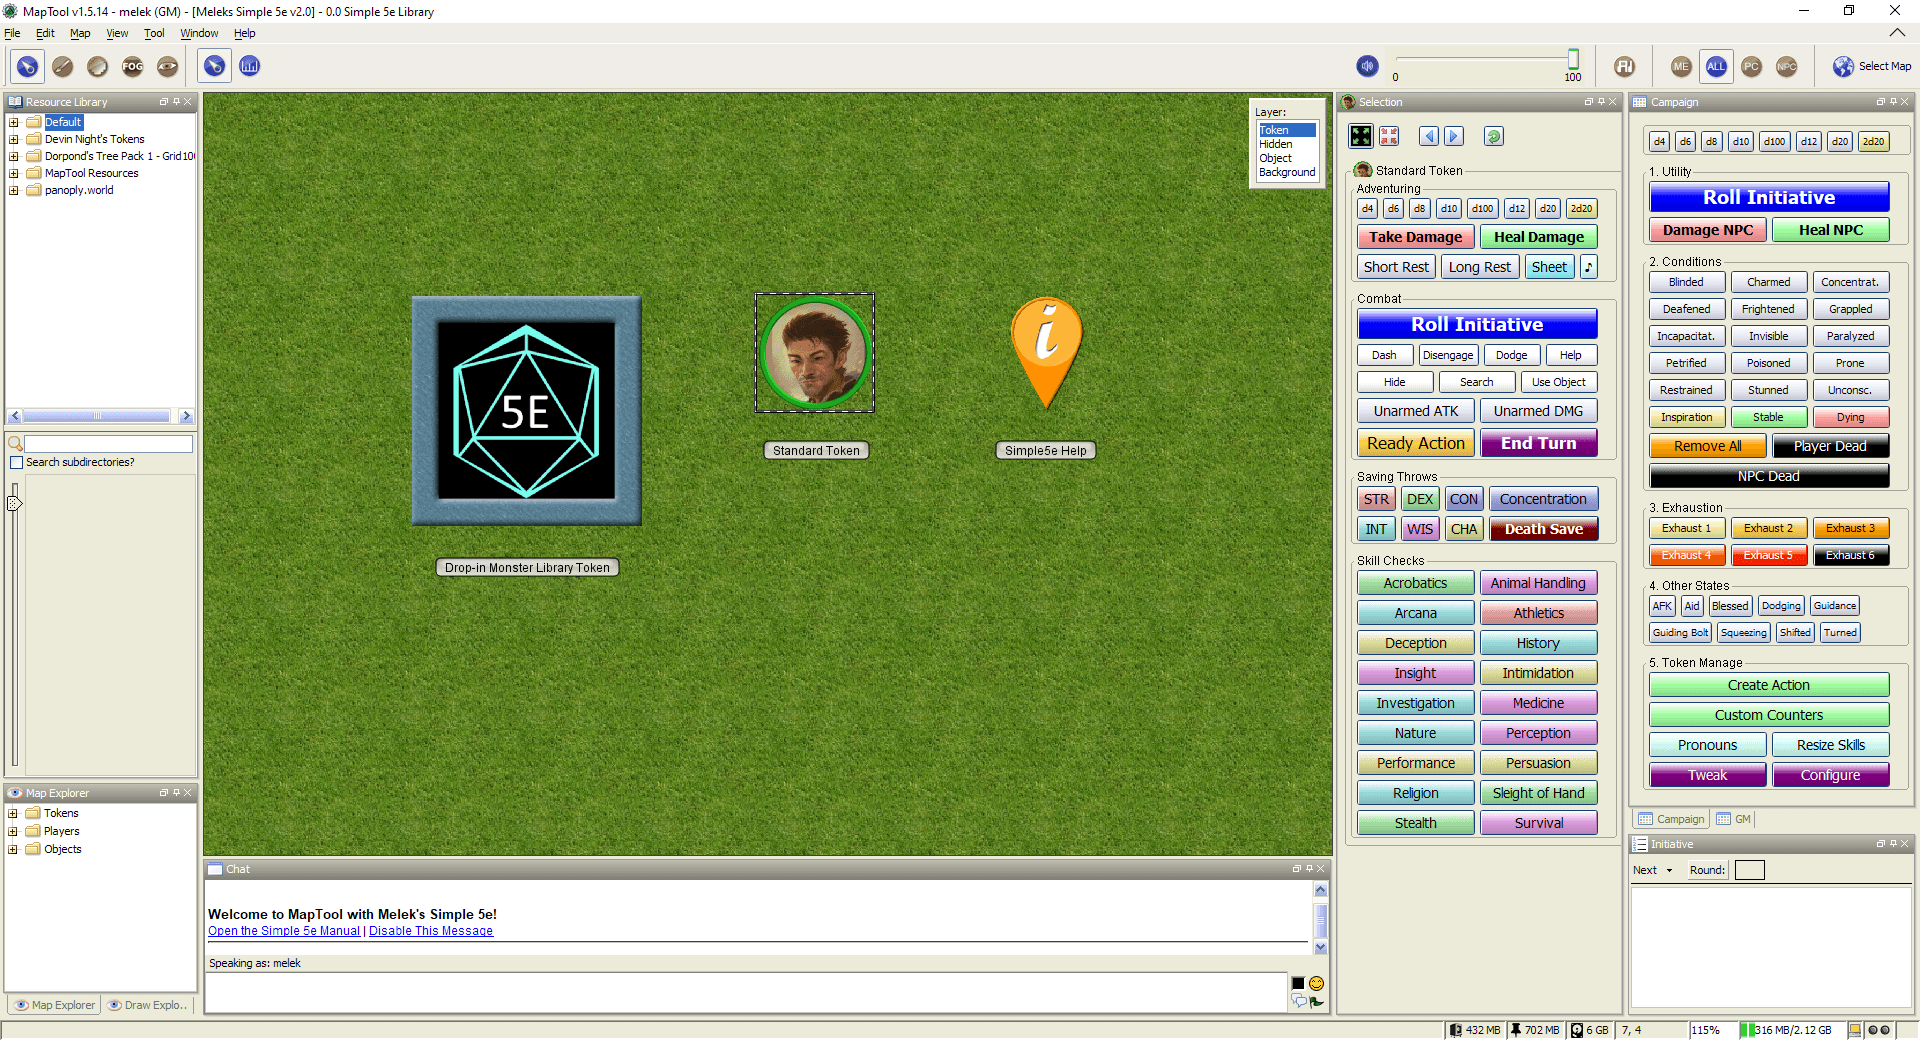 MapTool v1.5.14 - melek (GM) - [Meleks Simple 5e v2.0] - 0.0 Simple 5e Library
File Edit Map View Tool Window Help
FOG
0 100
ME ALL PC NPC Select Map
Resource Library
Default
Devin Night's Tokens
Dorpond's Tree Pack 1 - Grid100
MapTool Resources
panoply.world
Search subdirectories?
Map Explorer
Tokens
Players
Objects
Map Explorer Draw Explo..
Layer:
Token
Hidden
Object
Background
5E
i
Standard Token
Simple5e Help
Drop-in Monster Library Token
Chat
Welcome to MapTool with Melek's Simple 5e!
Open the Simple 5e Manual | Disable This Message
Speaking as: melek
Selection
Standard Token
Adventuring
d4 d6 d8 d10 d100 d12 d20 2d20
Take Damage Heal Damage
Short Rest Long Rest Sheet ♪
Combat
Roll Initiative
Dash Disengage Dodge Help
Hide Search Use Object
Unarmed ATK Unarmed DMG
Ready Action End Turn
Saving Throws
STR DEX CON Concentration
INT WIS CHA Death Save
Skill Checks
Acrobatics Animal Handling
Arcana Athletics
Deception History
Insight Intimidation
Investigation Medicine
Nature Perception
Performance Persuasion
Religion Sleight of Hand
Stealth Survival
Campaign
d4 d6 d8 d10 d100 d12 d20 2d20
1. Utility
Roll Initiative
Damage NPC Heal NPC
2. Conditions
Blinded Charmed Concentrat.
Deafened Frightened Grappled
Incapacitat. Invisible Paralyzed
Petrified Poisoned Prone
Restrained Stunned Unconsc.
Inspiration Stable Dying
Remove All Player Dead
NPC Dead
3. Exhaustion
Exhaust 1 Exhaust 2 Exhaust 3
Exhaust 4 Exhaust 5 Exhaust 6
4. Other States
AFK Aid Blessed Dodging Guidance
Guiding Bolt Squeezing Shifted Turned
5. Token Manage
Create Action
Custom Counters
Pronouns Resize Skills
Tweak Configure
Campaign GM
Initiative
Next Round:
432 MB 702 MB 6 GB 7, 4 115% 316 MB/2.12 GB